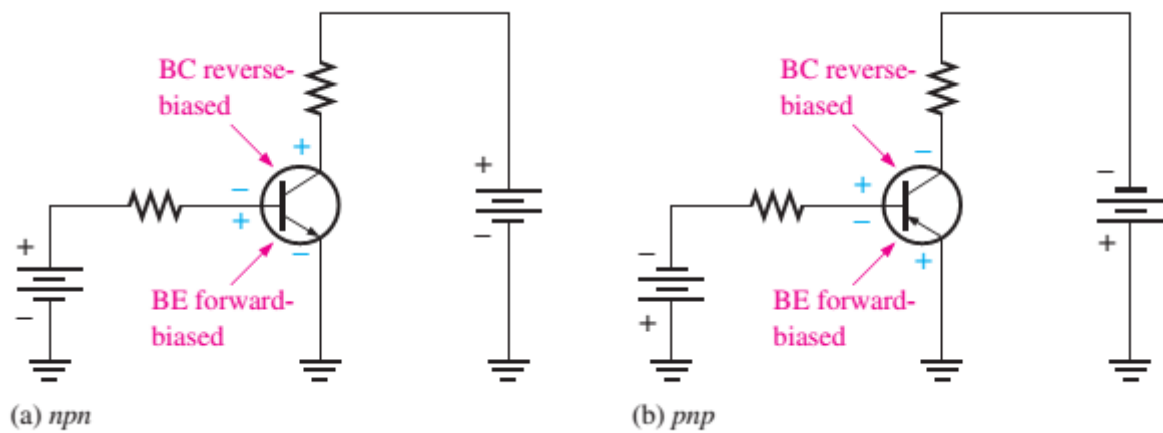 BC reverse-
biased
+
−
+
−
+
−
+
−
BE forward-
biased
(a) npn
BC reverse-
biased
−
+
−
+
−
+
−
+
BE forward-
biased
(b) pnp